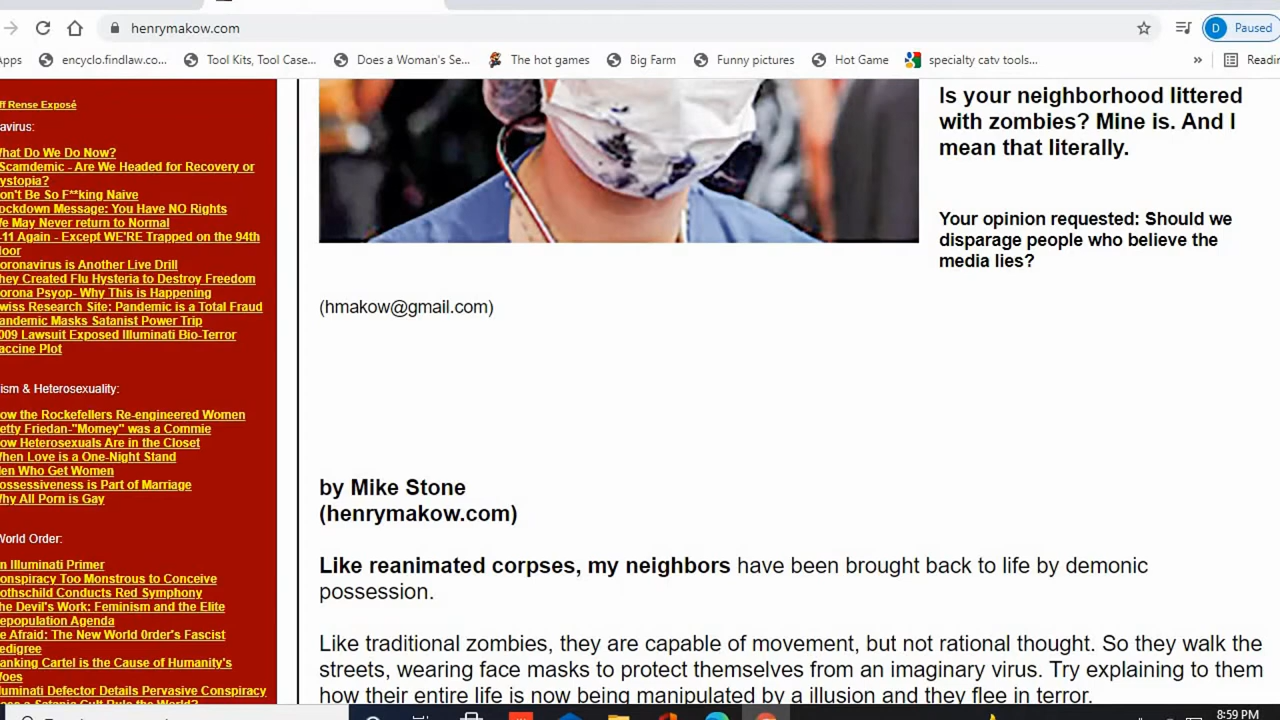 henrymakow.com
Paused
pps
encyclo.findlaw.co...
Tool Kits, Tool Case...
Does a Woman's Se...
The hot games
Big Farm
Funny pictures
Hot Game
specialty catv tools...
»
Readin
ff Rense Exposé
avirus:
hat Do We Do Now?
Scamdemic - Are We Headed for Recovery or
ystopia?
on't Be So F**king Naive
ockdown Message: You Have NO Rights
e May Never return to Normal
-11 Again - Except WE'RE Trapped on the 94th
loor
oronavirus is Another Live Drill
hey Created Flu Hysteria to Destroy Freedom
orona Psyop- Why This is Happening
wiss Research Site: Pandemic is a Total Fraud
andemic Masks Satanist Power Trip
009 Lawsuit Exposed Illuminati Bio-Terror
accine Plot
ism & Heterosexuality:
ow the Rockefellers Re-engineered Women
etty Friedan-"Momey" was a Commie
ow Heterosexuals Are in the Closet
hen Love is a One-Night Stand
en Who Get Women
ossessiveness is Part of Marriage
hy All Porn is Gay
World Order:
n Illuminati Primer
onspiracy Too Monstrous to Conceive
othschild Conducts Red Symphony
he Devil's Work: Feminism and the Elite
epopulation Agenda
e Afraid: The New World 0rder's Fascist
edigree
anking Cartel is the Cause of Humanity's
oes
luminati Defector Details Pervasive Conspiracy
oes a Satanic Cult Rule the World?
Is your neighborhood littered
with zombies? Mine is. And I
mean that literally.
Your opinion requested: Should we
disparage people who believe the
media lies?
(hmakow@gmail.com)
by Mike Stone
(henrymakow.com)
Like reanimated corpses, my neighbors have been brought back to life by demonic
possession.
Like traditional zombies, they are capable of movement, but not rational thought. So they walk the
streets, wearing face masks to protect themselves from an imaginary virus. Try explaining to them
how their entire life is now being manipulated by a illusion and they flee in terror.
8:59 PM